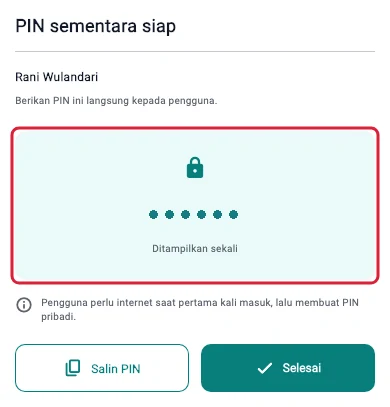 PIN sementara siap
Rani Wulandari
Berikan PIN ini langsung kepada pengguna.
Ditampilkan sekali
Pengguna perlu internet saat pertama kali masuk, lalu membuat PIN
pribadi.
Salin PIN
Selesai